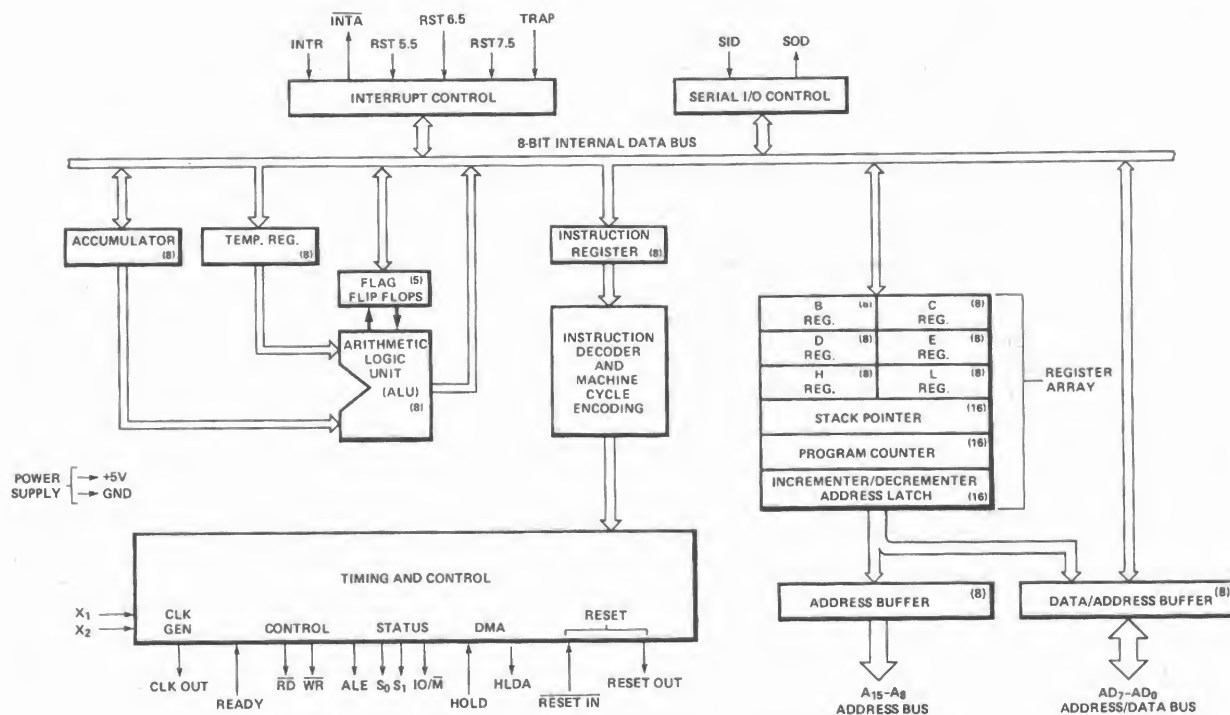 INTR
INTA
RST 5.5
RST 6.5
RST 7.5
TRAP
SID
SOD
INTERRUPT CONTROL
SERIAL I/O CONTROL
8-BIT INTERNAL DATA BUS
ACCUMULATOR
(8)
TEMP. REG.
(8)
INSTRUCTION
REGISTER (8)
FLAG (5)
FLIP FLOPS
ARITHMETIC
LOGIC
UNIT
(ALU)
(8)
INSTRUCTION
DECODER
AND
MACHINE
CYCLE
ENCODING
B (8)
REG.
C (8)
REG.
D (8)
REG.
E (8)
REG.
H (8)
REG.
L (8)
REG.
STACK POINTER (16)
PROGRAM COUNTER (16)
INCREMENTER/DECREMENTER
ADDRESS LATCH (16)
REGISTER
ARRAY
POWER
SUPPLY
+5V
GND
TIMING AND CONTROL
X1
X2
CLK
GEN
CONTROL
STATUS
DMA
RESET
CLK OUT
READY
RD
WR
ALE
S0
S1
IO/M
HOLD
HLDA
RESET IN
RESET OUT
ADDRESS BUFFER (8)
DATA/ADDRESS BUFFER (8)
A15–A8
ADDRESS BUS
AD7–AD0
ADDRESS/DATA BUS